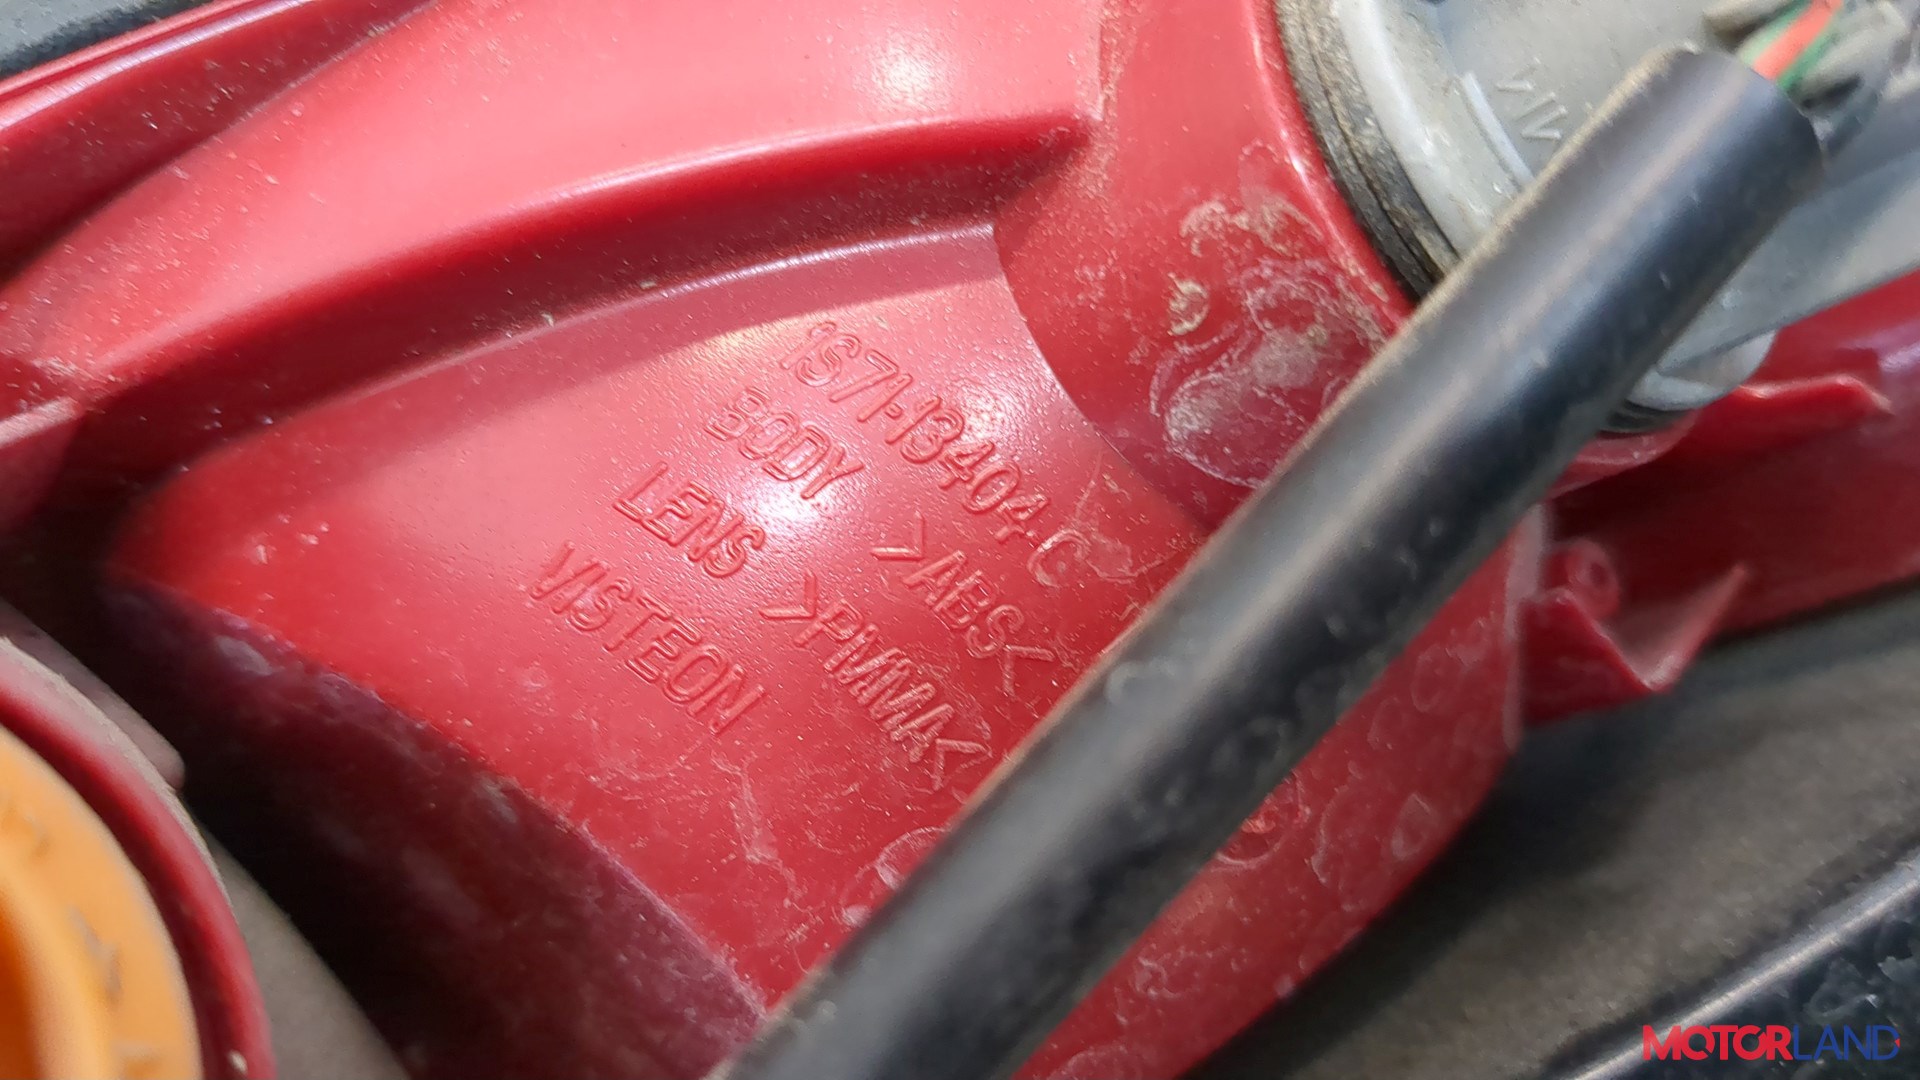 1S71-13404-C
BODY >ABS<
LENS >PMMA<
VISTEON
MOTORLAND